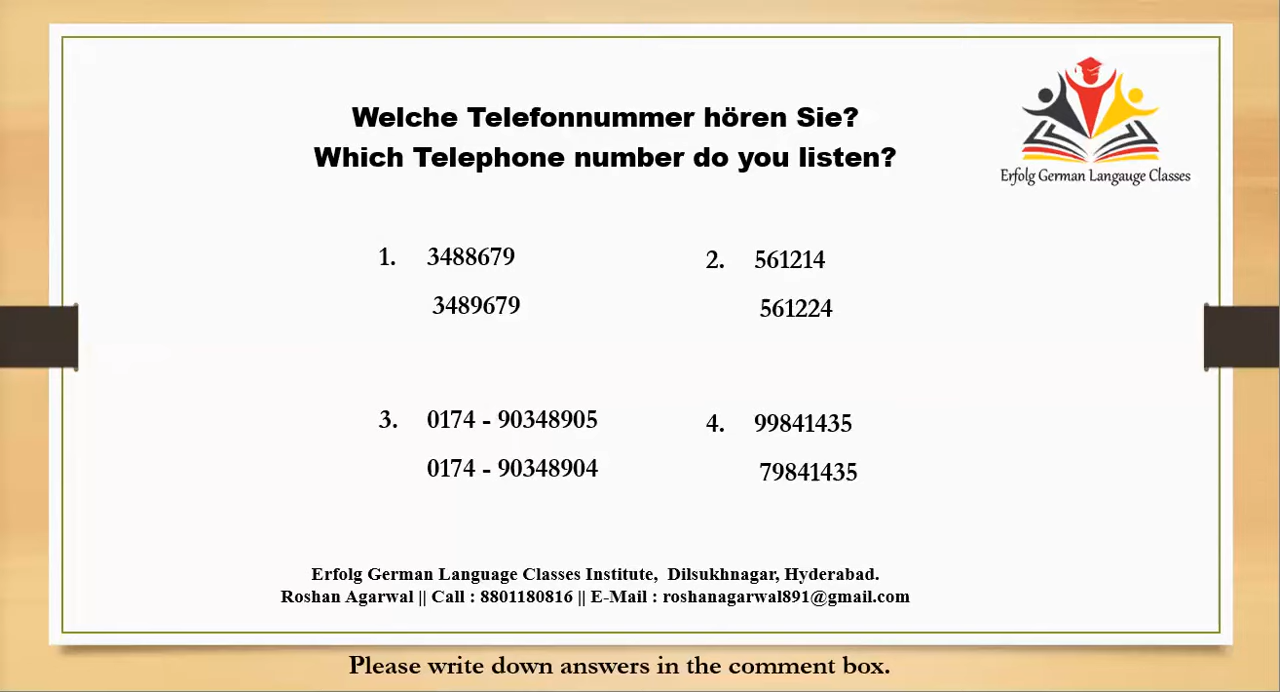 Welche Telefonnummer hören Sie?
Which Telephone number do you listen?
Erfolg German Langauge Classes
1. 3488679
3489679
2. 561214
561224
3. 0174 - 90348905
0174 - 90348904
4. 99841435
79841435
Erfolg German Language Classes Institute, Dilsukhnagar, Hyderabad.
Roshan Agarwal || Call : 8801180816 || E-Mail : roshanagarwal891@gmail.com
Please write down answers in the comment box.